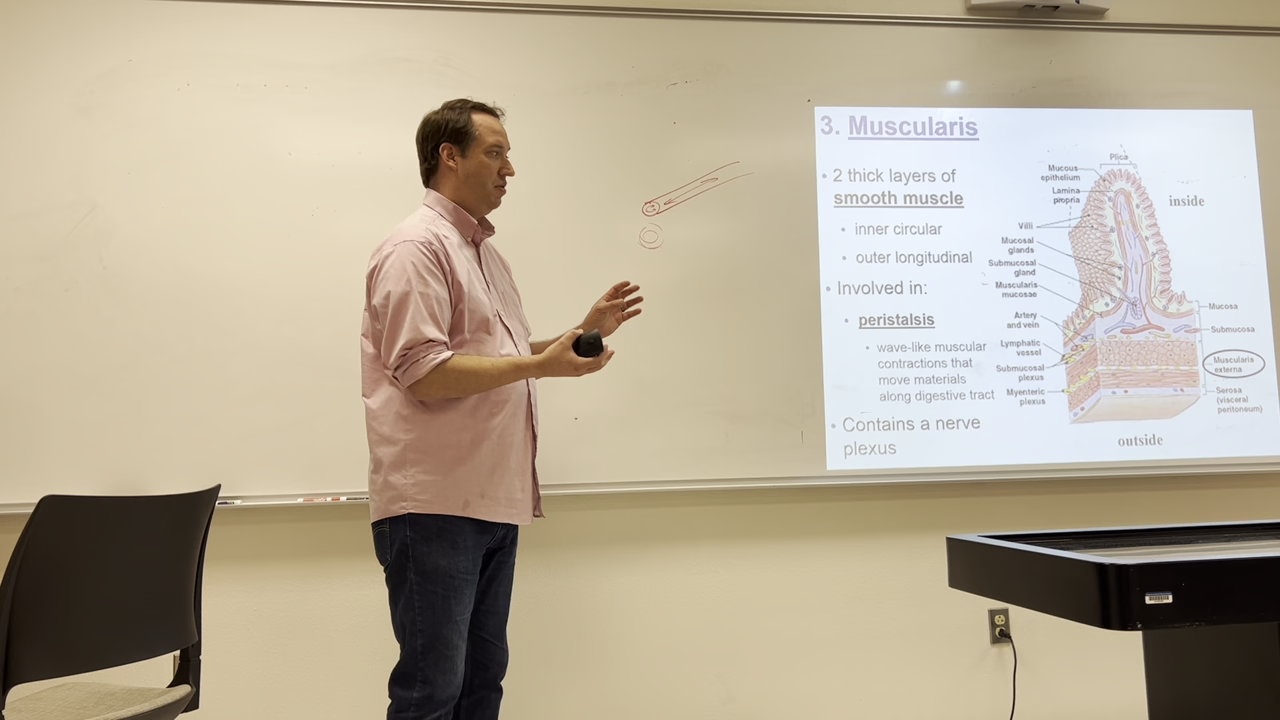 3. Muscularis
• 2 thick layers of
smooth muscle
• inner circular
• outer longitudinal
• Involved in:
• peristalsis
• wave-like muscular
contractions that
move materials
along digestive tract
• Contains a nerve
plexus
Plica
Mucous
epithelium
Lamina
propria
Villi
Mucosal
glands
Submucosal
gland
Muscularis
mucosae
Artery
and vein
Lymphatic
vessel
Submucosal
plexus
Myenteric
plexus
inside
Mucosa
Submucosa
Muscularis
externa
Serosa
(visceral
peritoneum)
outside